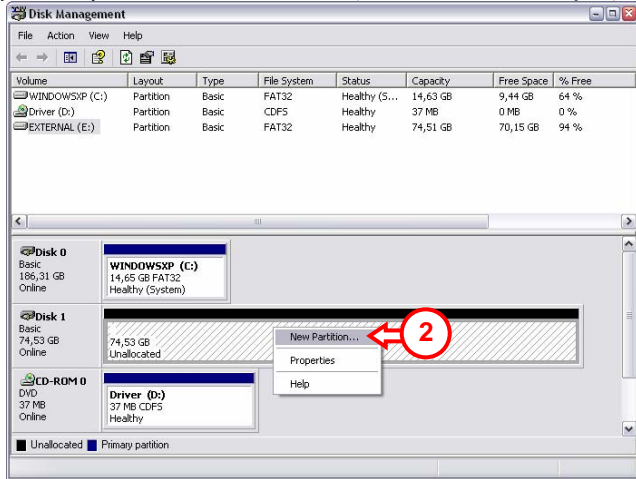 Disk Management
File Action View Help
Volume Layout Type File System Status Capacity Free Space % Free
WINDOWSXP (C:) Partition Basic FAT32 Healthy (S... 14,63 GB 9,44 GB 64 %
Driver (D:) Partition Basic CDFS Healthy 37 MB 0 MB 0 %
EXTERNAL (E:) Partition Basic FAT32 Healthy 74,51 GB 70,15 GB 94 %
Disk 0
Basic
186,31 GB
Online
WINDOWSXP (C:)
14,65 GB FAT32
Healthy (System)
Disk 1
Basic
74,53 GB
Online
74,53 GB
Unallocated
New Partition...
Properties
Help
2
CD-ROM 0
DVD
37 MB
Online
Driver (D:)
37 MB CDFS
Healthy
Unallocated Primary partition